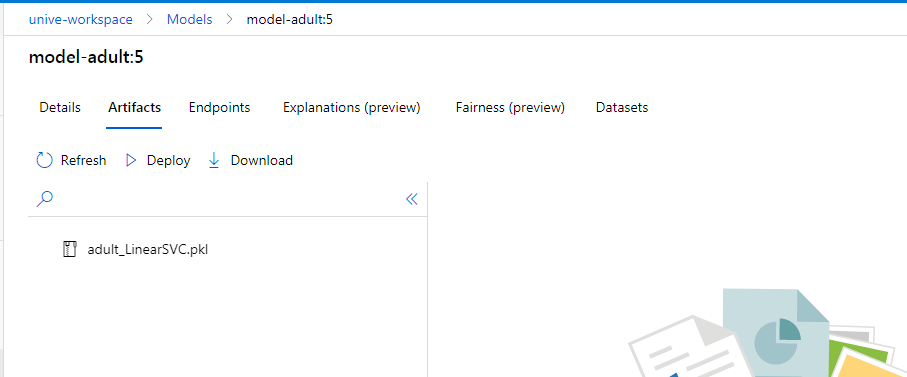 unive-workspace > Models > model-adult:5
model-adult:5
Details Artifacts Endpoints Explanations (preview) Fairness (preview) Datasets
Refresh Deploy Download
adult_LinearSVC.pkl